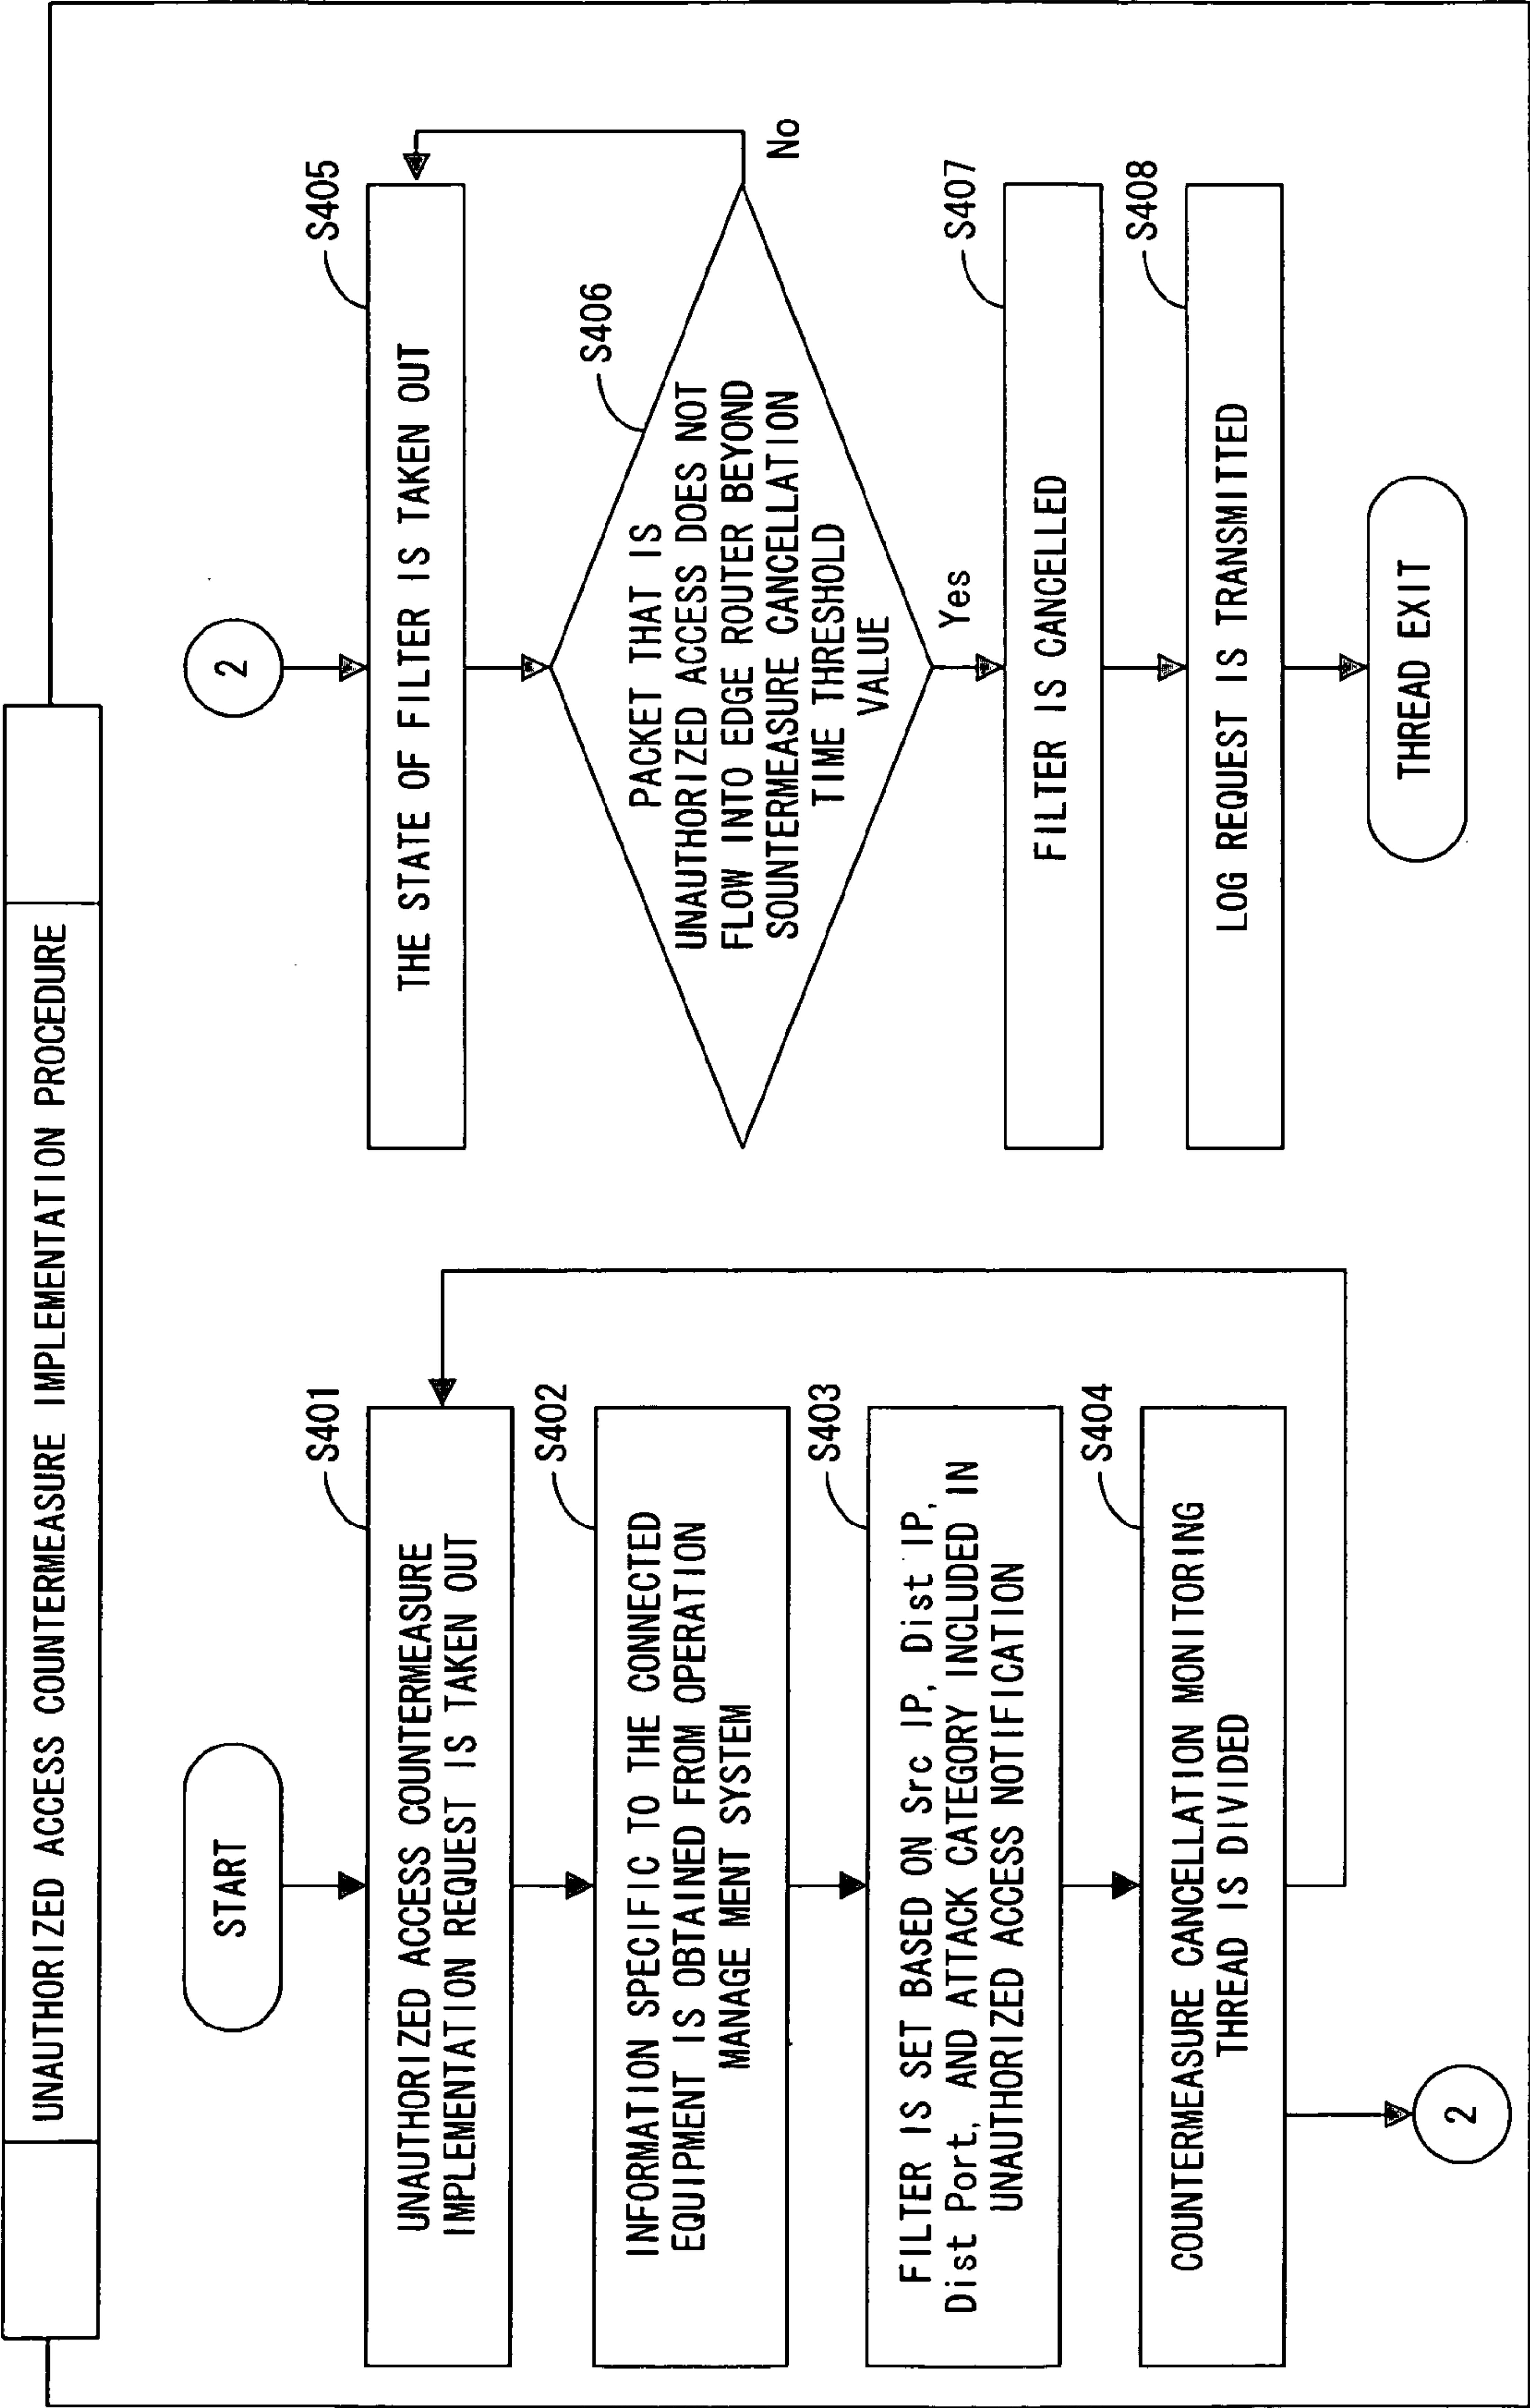 UNAUTHORIZED ACCESS COUNTERMEASURE IMPLEMENTATION PROCEDURE
START
S401
UNAUTHORIZED ACCESS COUNTERMEASURE
IMPLEMENTATION REQUEST IS TAKEN OUT
S402
INFORMATION SPECIFIC TO THE CONNECTED
EQUIPMENT IS OBTAINED FROM OPERATION
MANAGE MENT SYSTEM
S403
FILTER IS SET BASED ON Src IP, Dist IP,
Dist Port, AND ATTACK CATEGORY INCLUDED IN
UNAUTHORIZED ACCESS NOTIFICATION
S404
COUNTERMEASURE CANCELLATION MONITORING
THREAD IS DIVIDED
2
2
S405
THE STATE OF FILTER IS TAKEN OUT
S406
PACKET THAT IS
UNAUTHORIZED ACCESS DOES NOT
FLOW INTO EDGE ROUTER BEYOND
SOUNTERMEASURE CANCELLATION
TIME THRESHOLD
VALUE
No
Yes
S407
FILTER IS CANCELLED
S408
LOG REQUEST IS TRANSMITTED
THREAD EXIT